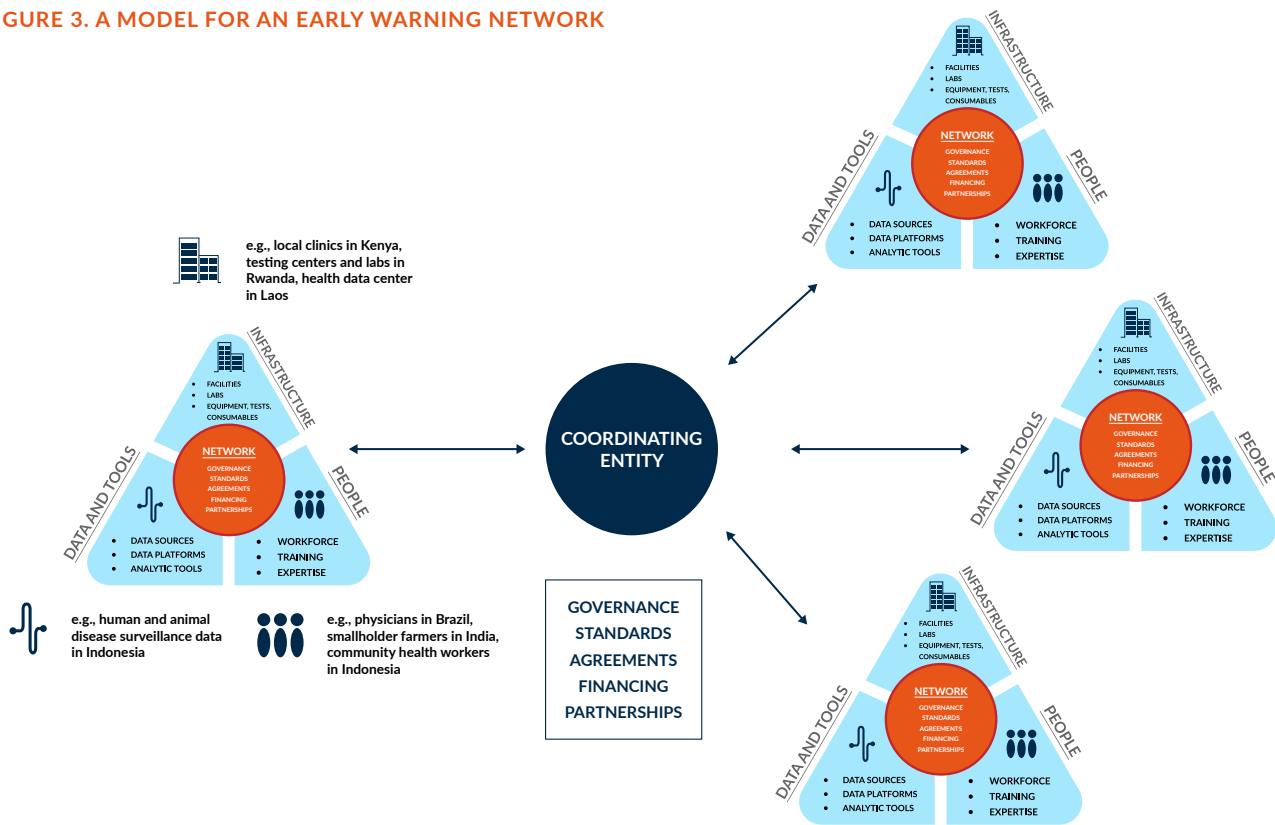 GURE 3. A MODEL FOR AN EARLY WARNING NETWORK
INFRASTRUCTURE
FACILITIES
LABS
EQUIPMENT, TESTS,
CONSUMABLES
NETWORK
GOVERNANCE
STANDARDS
AGREEMENTS
FINANCING
PARTNERSHIPS
DATA AND TOOLS
DATA SOURCES
DATA PLATFORMS
ANALYTIC TOOLS
PEOPLE
WORKFORCE
TRAINING
EXPERTISE
e.g., local clinics in Kenya,
testing centers and labs in
Rwanda, health data center
in Laos
INFRASTRUCTURE
FACILITIES
LABS
EQUIPMENT, TESTS,
CONSUMABLES
NETWORK
GOVERNANCE
STANDARDS
AGREEMENTS
FINANCING
PARTNERSHIPS
DATA AND TOOLS
DATA SOURCES
DATA PLATFORMS
ANALYTIC TOOLS
PEOPLE
WORKFORCE
TRAINING
EXPERTISE
e.g., human and animal
disease surveillance data
in Indonesia
e.g., physicians in Brazil,
smallholder farmers in India,
community health workers
in Indonesia
COORDINATING
ENTITY
GOVERNANCE
STANDARDS
AGREEMENTS
FINANCING
PARTNERSHIPS
INFRASTRUCTURE
FACILITIES
LABS
EQUIPMENT, TESTS,
CONSUMABLES
NETWORK
GOVERNANCE
STANDARDS
AGREEMENTS
FINANCING
PARTNERSHIPS
DATA AND TOOLS
DATA SOURCES
DATA PLATFORMS
ANALYTIC TOOLS
PEOPLE
WORKFORCE
TRAINING
EXPERTISE
INFRASTRUCTURE
FACILITIES
LABS
EQUIPMENT, TESTS,
CONSUMABLES
NETWORK
GOVERNANCE
STANDARDS
AGREEMENTS
FINANCING
PARTNERSHIPS
DATA AND TOOLS
DATA SOURCES
DATA PLATFORMS
ANALYTIC TOOLS
PEOPLE
WORKFORCE
TRAINING
EXPERTISE